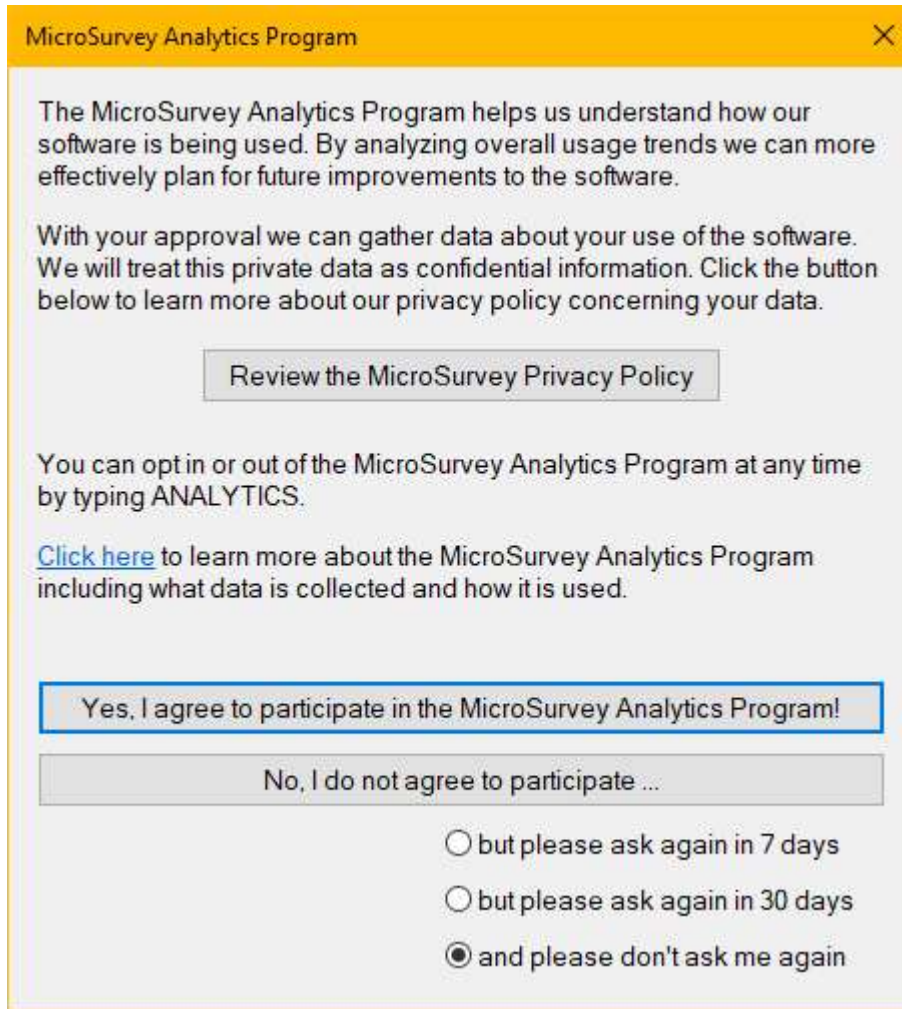 MicroSurvey Analytics Program
The MicroSurvey Analytics Program helps us understand how our
software is being used. By analyzing overall usage trends we can more
effectively plan for future improvements to the software.
With your approval we can gather data about your use of the software.
We will treat this private data as confidential information. Click the button
below to learn more about our privacy policy concerning your data.
Review the MicroSurvey Privacy Policy
You can opt in or out of the MicroSurvey Analytics Program at any time
by typing ANALYTICS.
Click here to learn more about the MicroSurvey Analytics Program
including what data is collected and how it is used.
Yes, I agree to participate in the MicroSurvey Analytics Program!
No, I do not agree to participate ...
but please ask again in 7 days
but please ask again in 30 days
and please don't ask me again